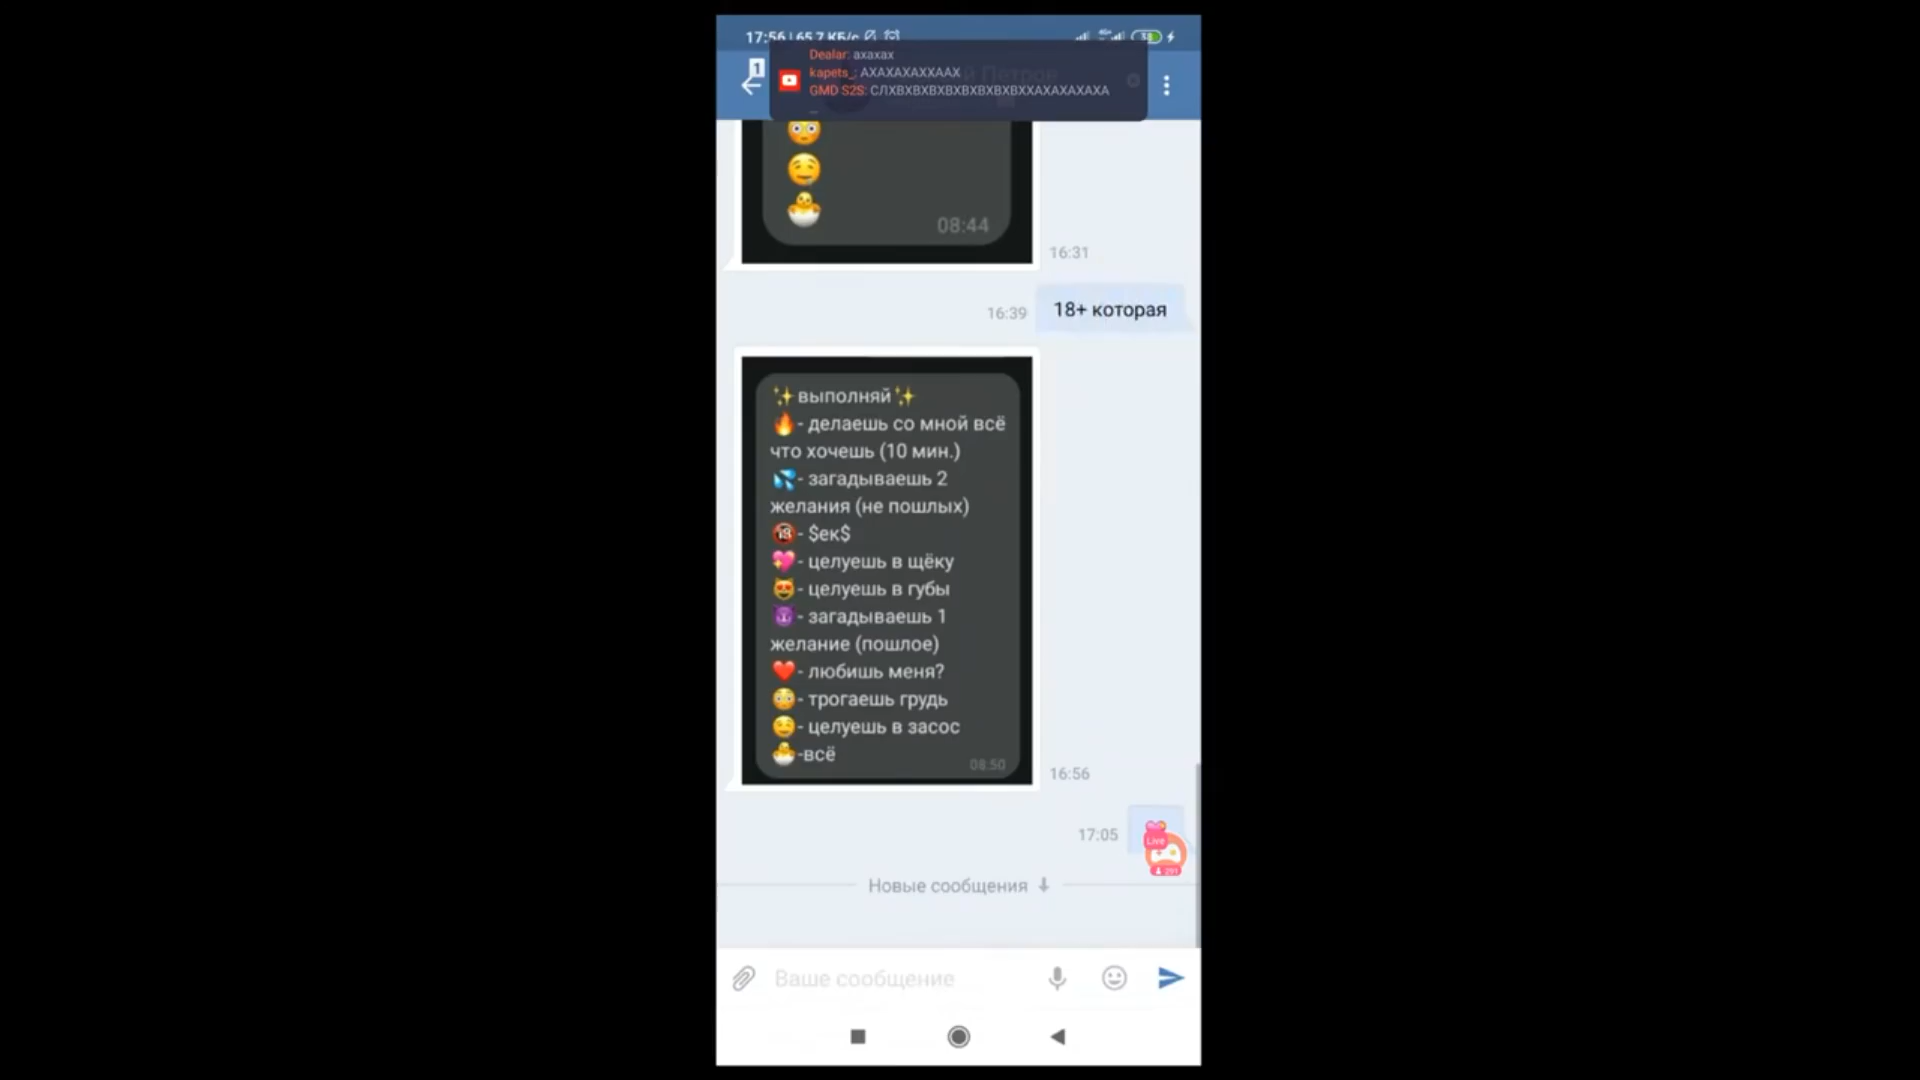 17:56 | 65,7 КБ/с
Dealar: ахахах
kapets_: АХАХАХАХХААХ
й Петров
GMD S2S: СЛХВХВХВХВХВХВХВХХАХАХАХАХА
1
08:44
16:31
16:39
18+ которая
✨выполняй✨
🔥- делаешь со мной всё
что хочешь (10 мин.)
💦- загадываешь 2
желания (не пошлых)
🔞- $ек$
💖- целуешь в щёку
😻- целуешь в губы
😈- загадываешь 1
желание (пошлое)
❤️- любишь меня?
😳- трогаешь грудь
- целуешь в засос
🐣-всё
08:50
16:56
17:05
Live
Новые сообщения
Ваше сообщение